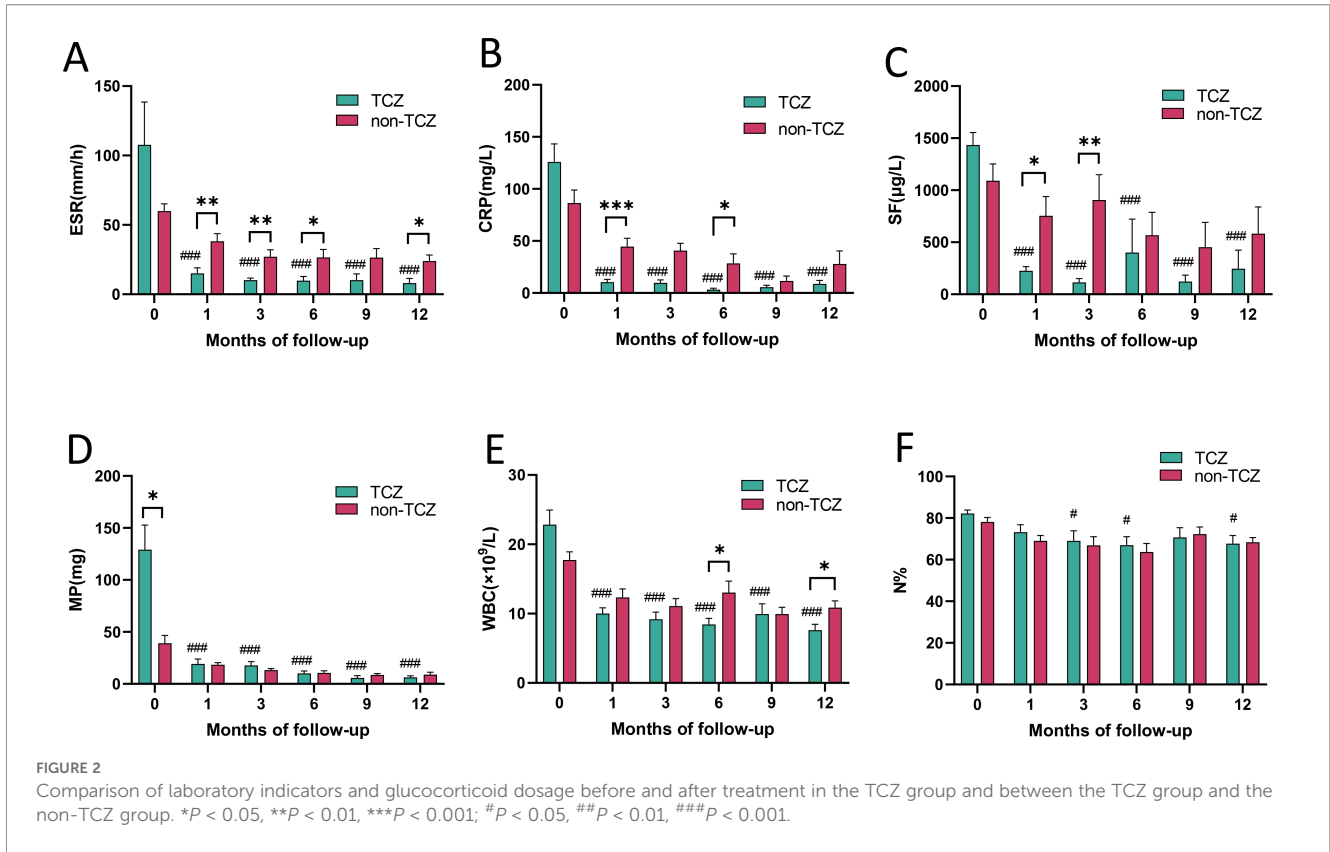 A
150
100
50
0
ESR(mm/h)
TCZ
non-TCZ
** ** * *
### ### ### ### ###
0 1 3 6 9 12
Months of follow-up
B
200
150
100
50
0
CRP(mg/L)
TCZ
non-TCZ
*** *
### ### ### ### ###
0 1 3 6 9 12
Months of follow-up
C
2000
1500
1000
500
0
SF(μg/L)
TCZ
non-TCZ
* **
### ### ### ### ###
0 1 3 6 9 12
Months of follow-up
D
200
150
100
50
0
MP(mg)
TCZ
non-TCZ
*
### ### ### ### ###
0 1 3 6 9 12
Months of follow-up
E
30
20
10
0
WBC(×10⁹/L)
TCZ
non-TCZ
* *
### ### ### ### ###
0 1 3 6 9 12
Months of follow-up
F
100
80
60
40
20
0
N%
TCZ
non-TCZ
# # #
0 1 3 6 9 12
Months of follow-up
FIGURE 2
Comparison of laboratory indicators and glucocorticoid dosage before and after treatment in the TCZ group and between the TCZ group and the
non-TCZ group. *P < 0.05, **P < 0.01, ***P < 0.001; #P < 0.05, ##P < 0.01, ###P < 0.001.